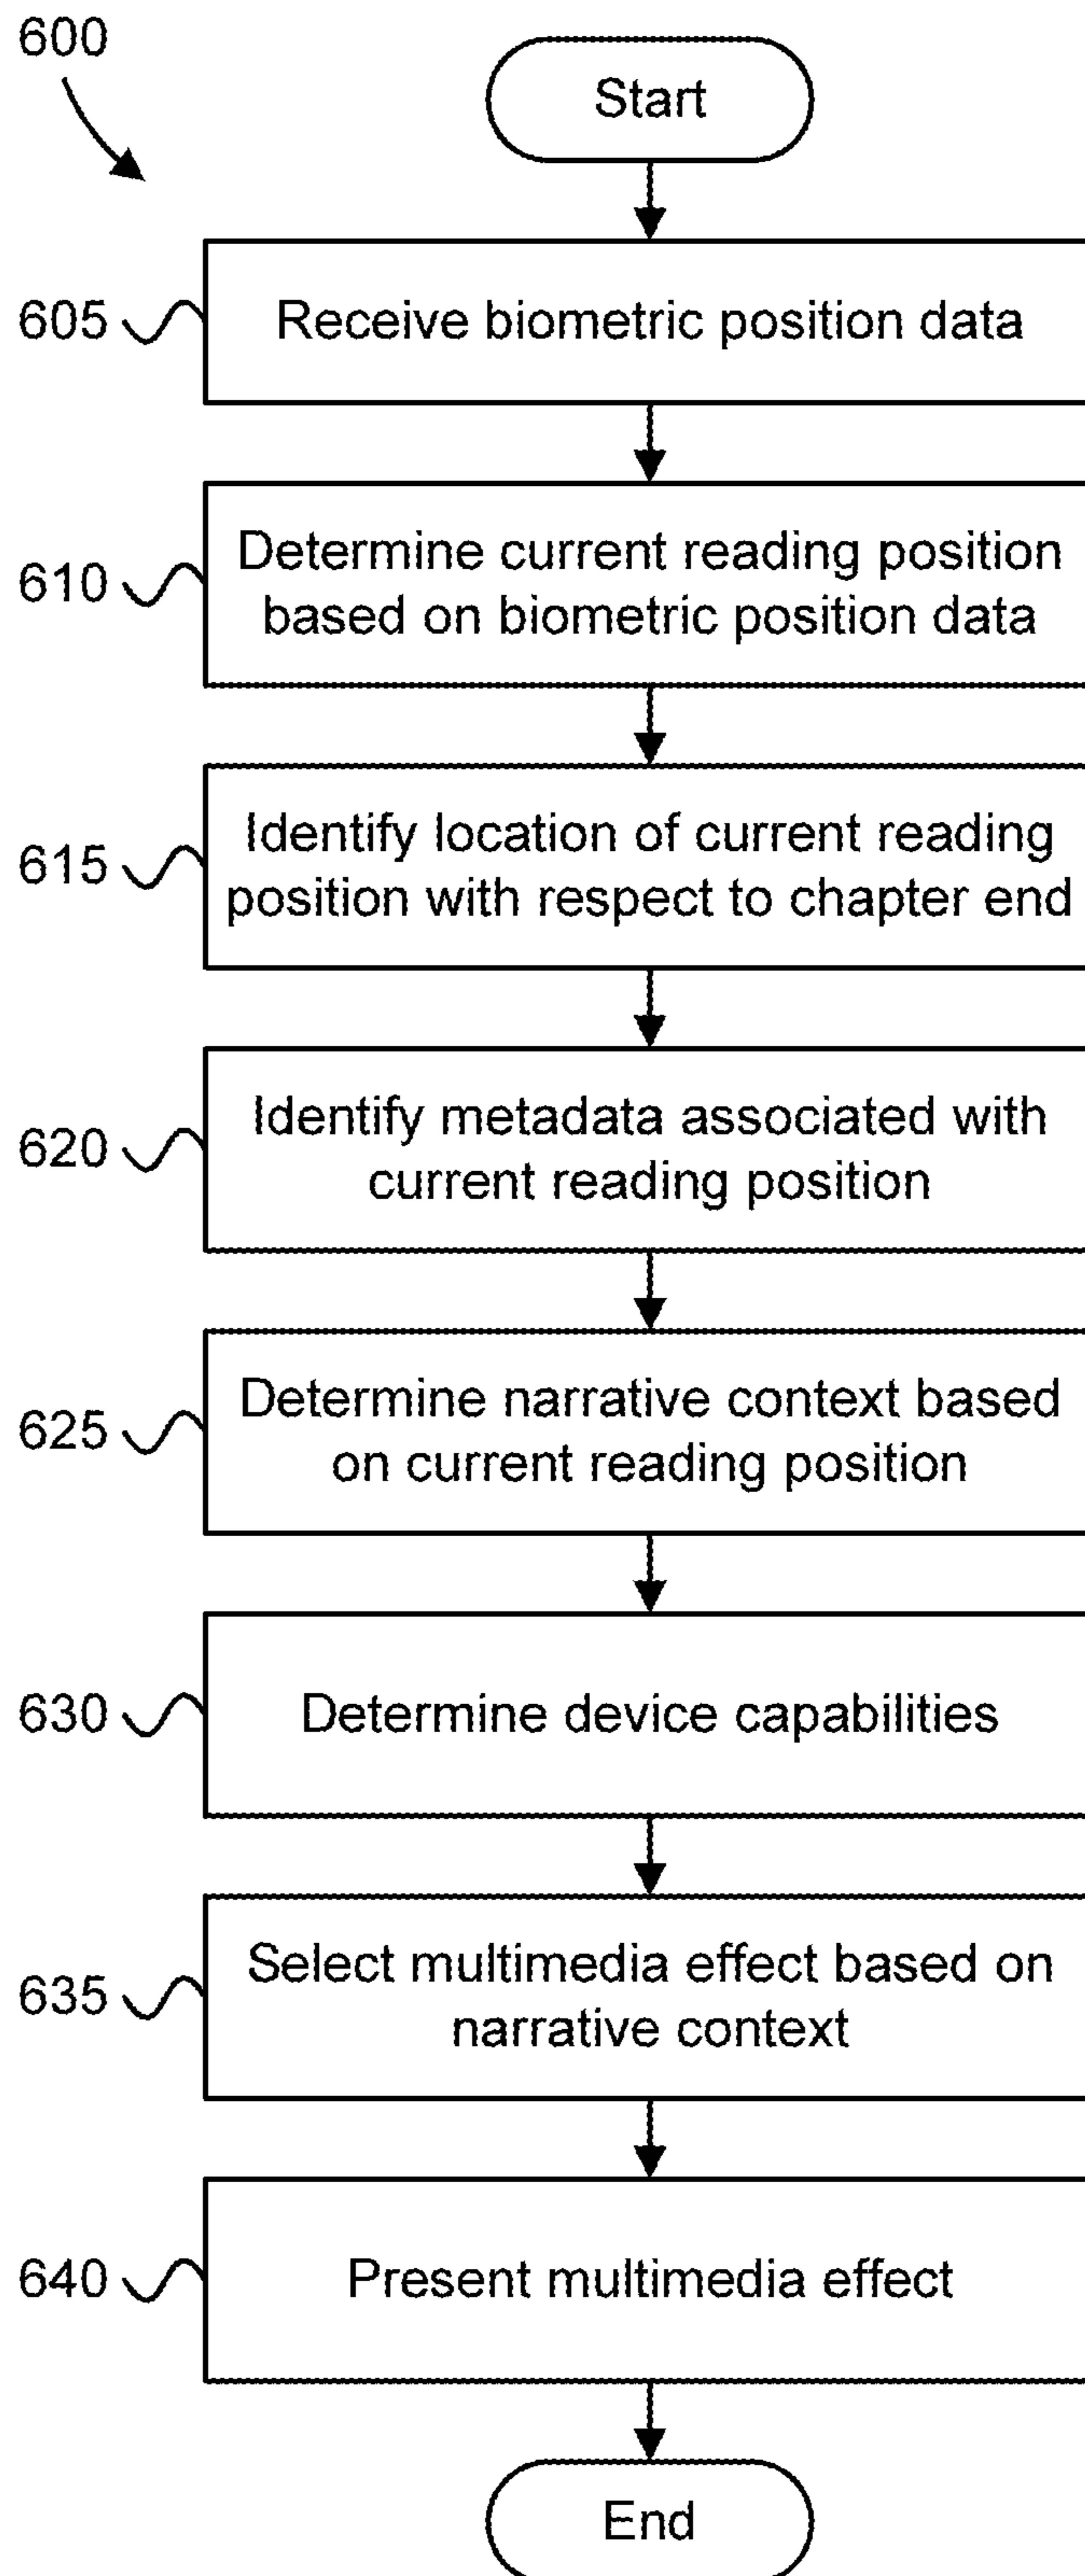 600
Start
605
Receive biometric position data
610
Determine current reading position
based on biometric position data
615
Identify location of current reading
position with respect to chapter end
620
Identify metadata associated with
current reading position
625
Determine narrative context based
on current reading position
630
Determine device capabilities
635
Select multimedia effect based on
narrative context
640
Present multimedia effect
End